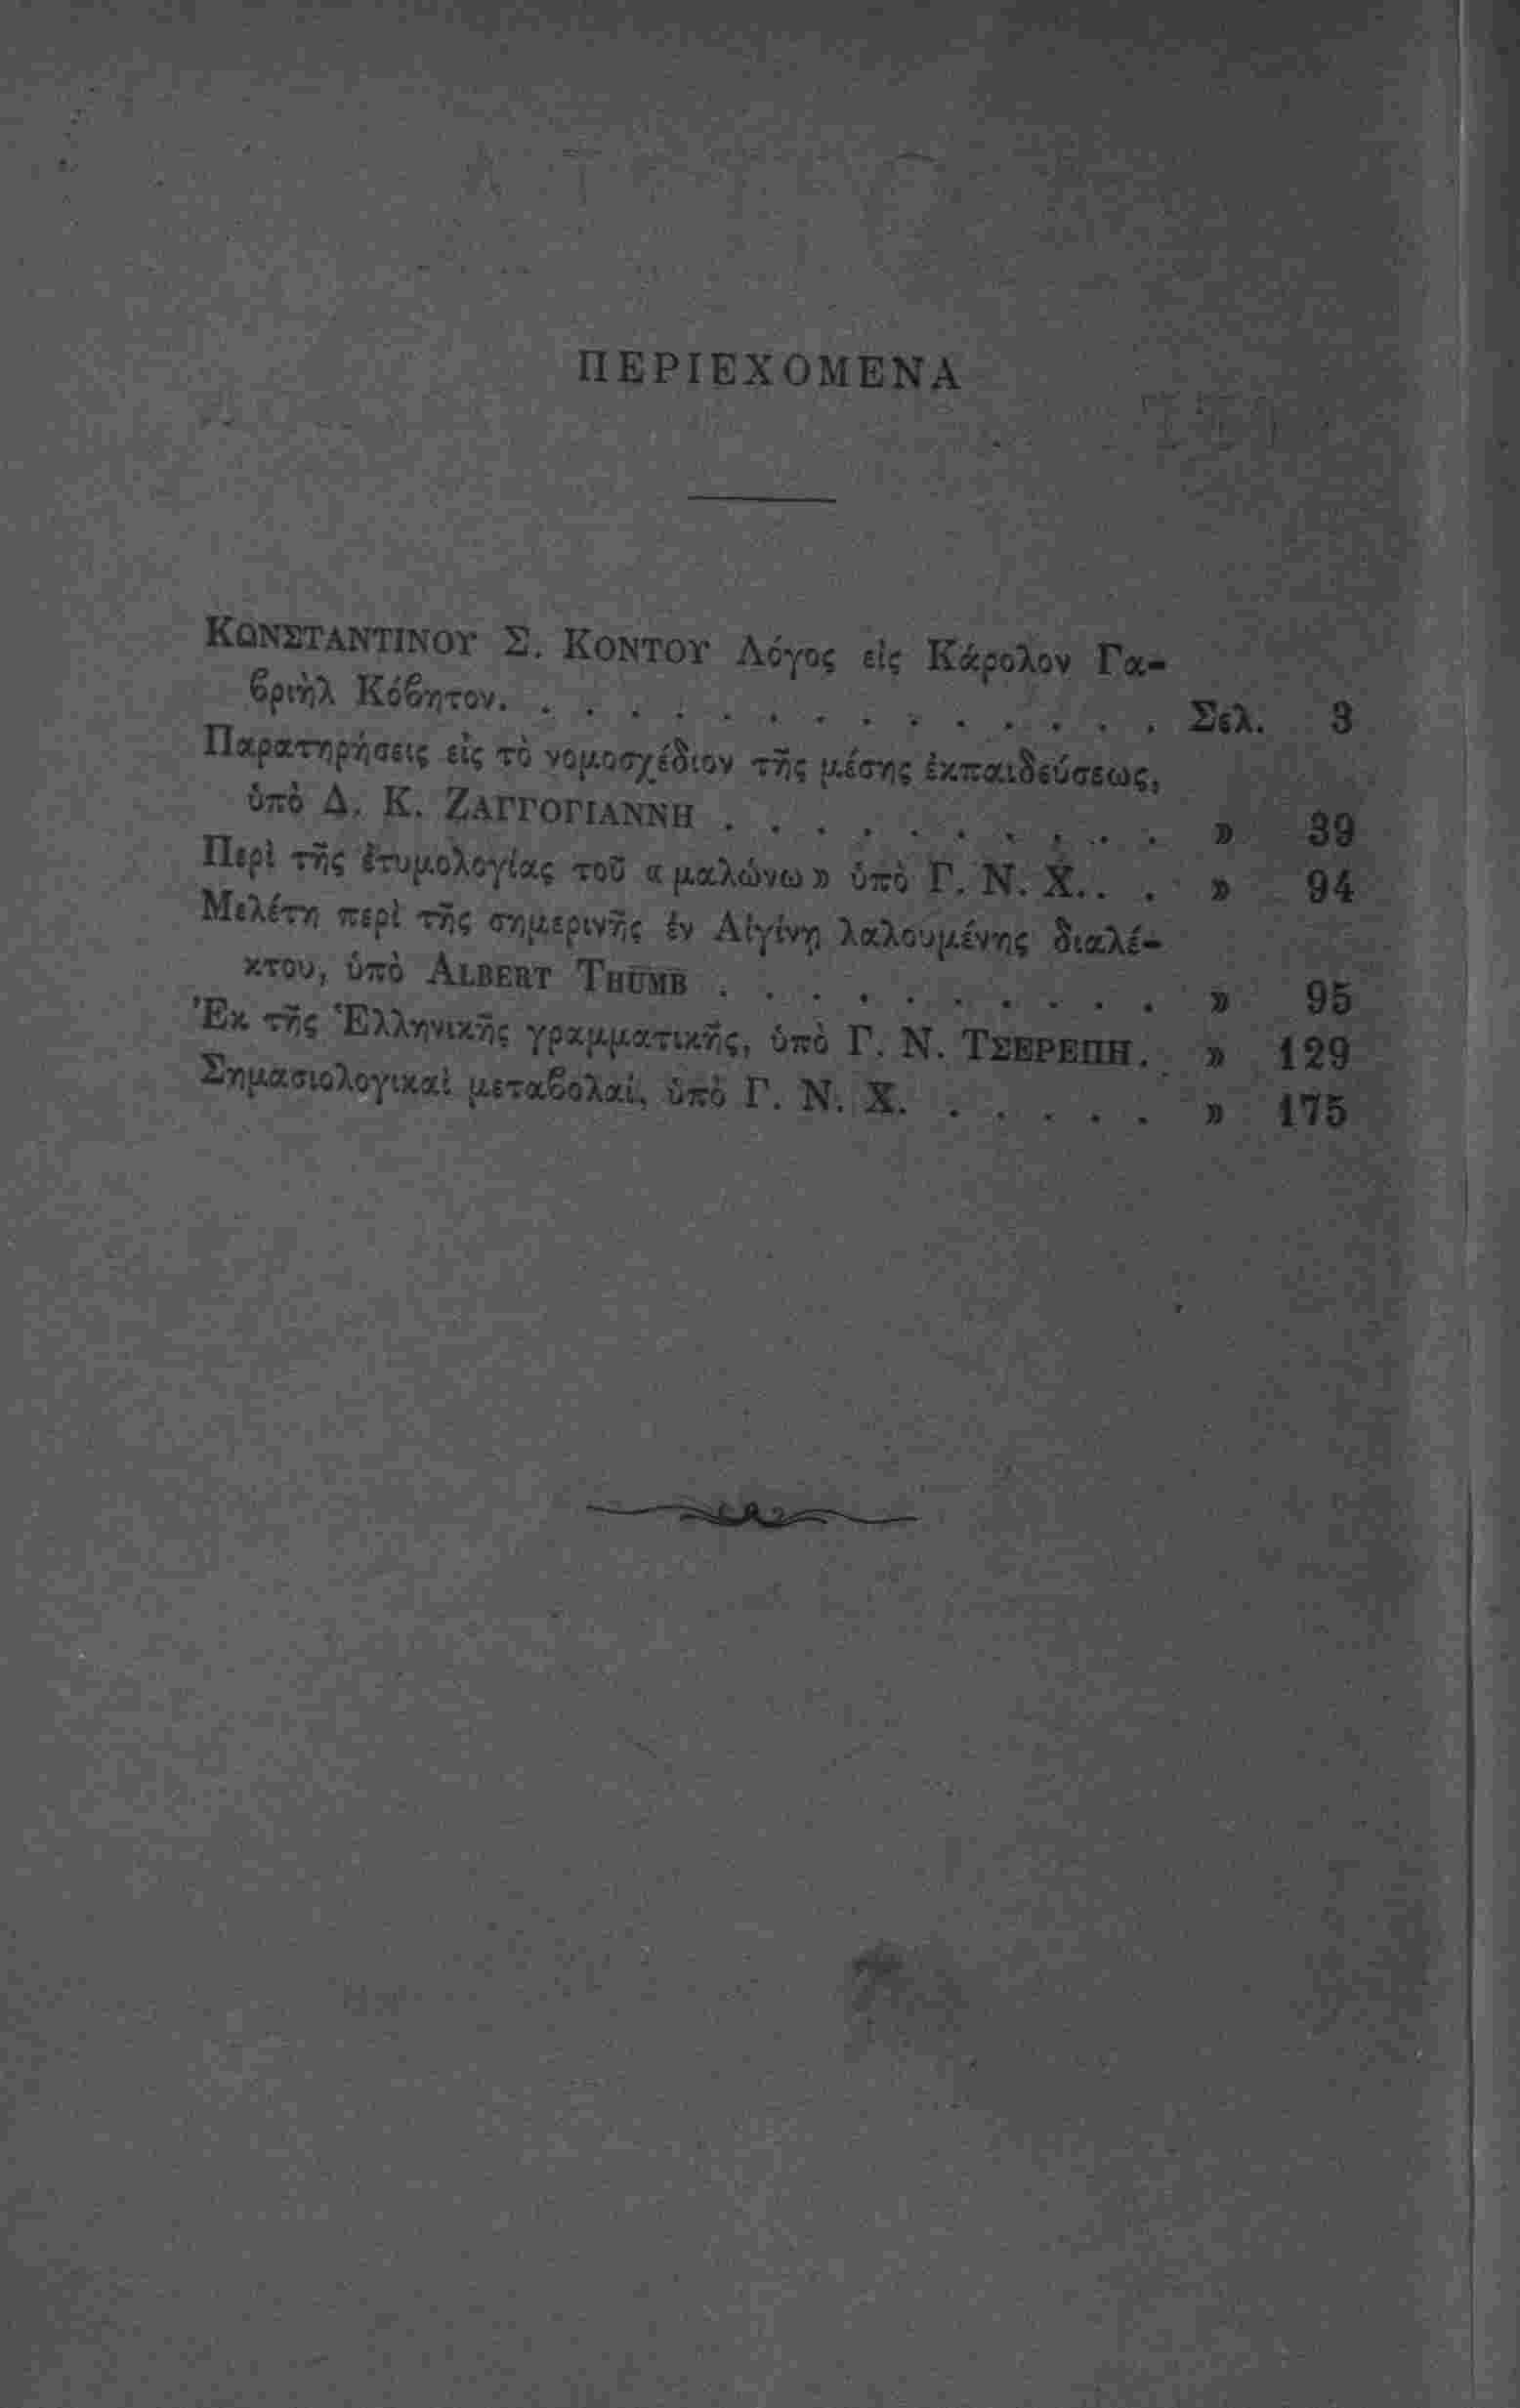 ΠΕΡΙΕΧΟΜΕΝΑ
ΚΩΝΣΤΑΝΤΙΝΟΥ Σ. ΚΟΝΤΟΥ Λόγος εἰς Κάρολον Γα-
βριὴλ Κόβητον. . . . . . . . . . . . . . . Σελ. 3
Παρατηρήσεις εἰς τὸ νομοσχέδιον τῆς μέσης ἐκπαιδεύσεως,
ὑπὸ Δ. Κ. ΖΑΓΓΟΓΙΑΝΝΗ . . . . . . . . . . » 39
Περὶ τῆς ἐτυμολογίας τοῦ « μαλώνω » ὑπὸ Γ. Ν. Χ. . . » 94
Μελέτη περὶ τῆς σημερινῆς ἐν Αἰγίνῃ λαλουμένης διαλέ-
κτου, ὑπὸ ALBERT THUMB . . . . . . . . . . » 95
Ἐκ τῆς Ἑλληνικῆς γραμματικῆς, ὑπὸ Γ. Ν. ΤΣΕΡΕΠΗ. » 129
Σημασιολογικαὶ μεταβολαί, ὑπὸ Γ. Ν. Χ. . . . . . » 175